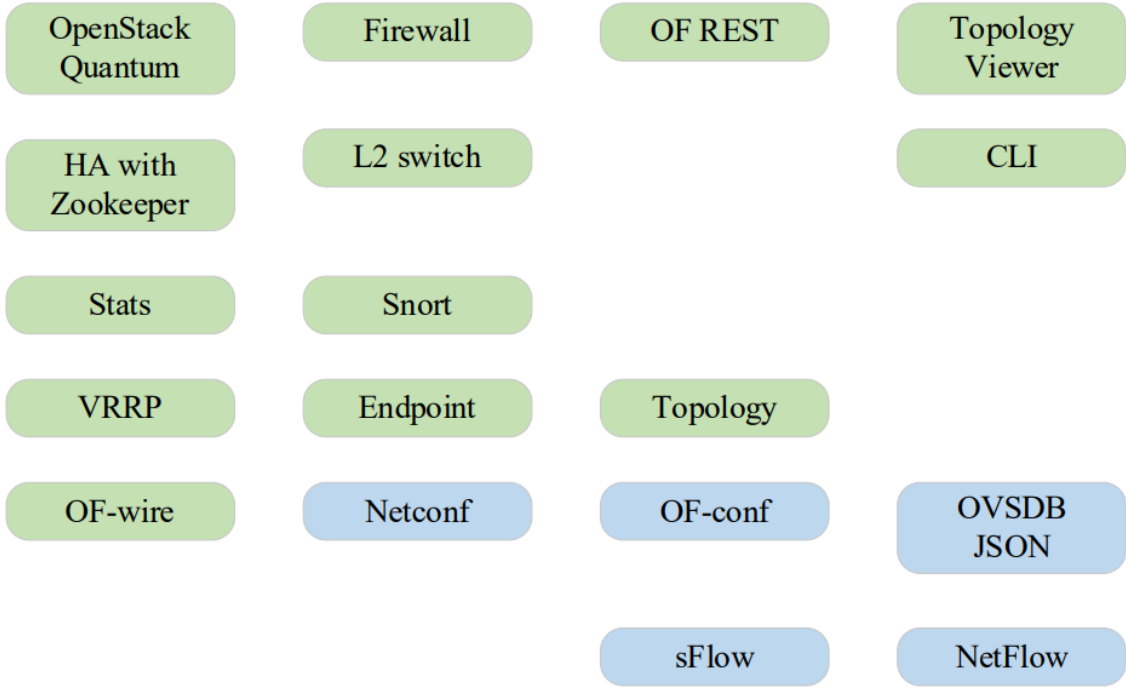 OpenStack
Quantum
Firewall
OF REST
Topology
Viewer
HA with
Zookeeper
L2 switch
CLI
Stats
Snort
VRRP
Endpoint
Topology
OF-wire
Netconf
OF-conf
OVSDB
JSON
sFlow
NetFlow